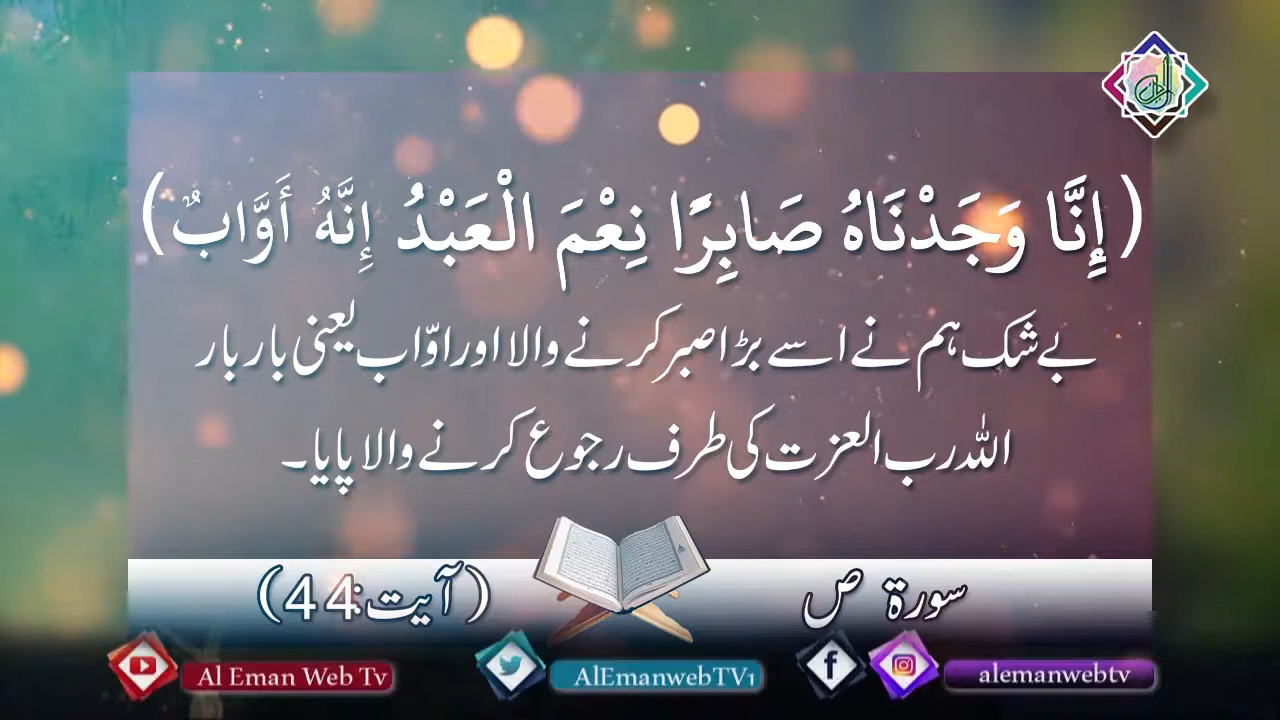 (إِنَّا وَجَدْنَاهُ صَابِرًا نِعْمَ الْعَبْدُ إِنَّهُ أَوَّابٌ)
بے شک ہم نے اسے بڑا صبر کرنے والا اور اوّاب یعنی بار بار
اللہ رب العزت کی طرف رجوع کرنے والا پایا۔
سورۃ ص (آیت:44)
Al Eman Web Tv AlEmanwebTV1 alemanwebtv